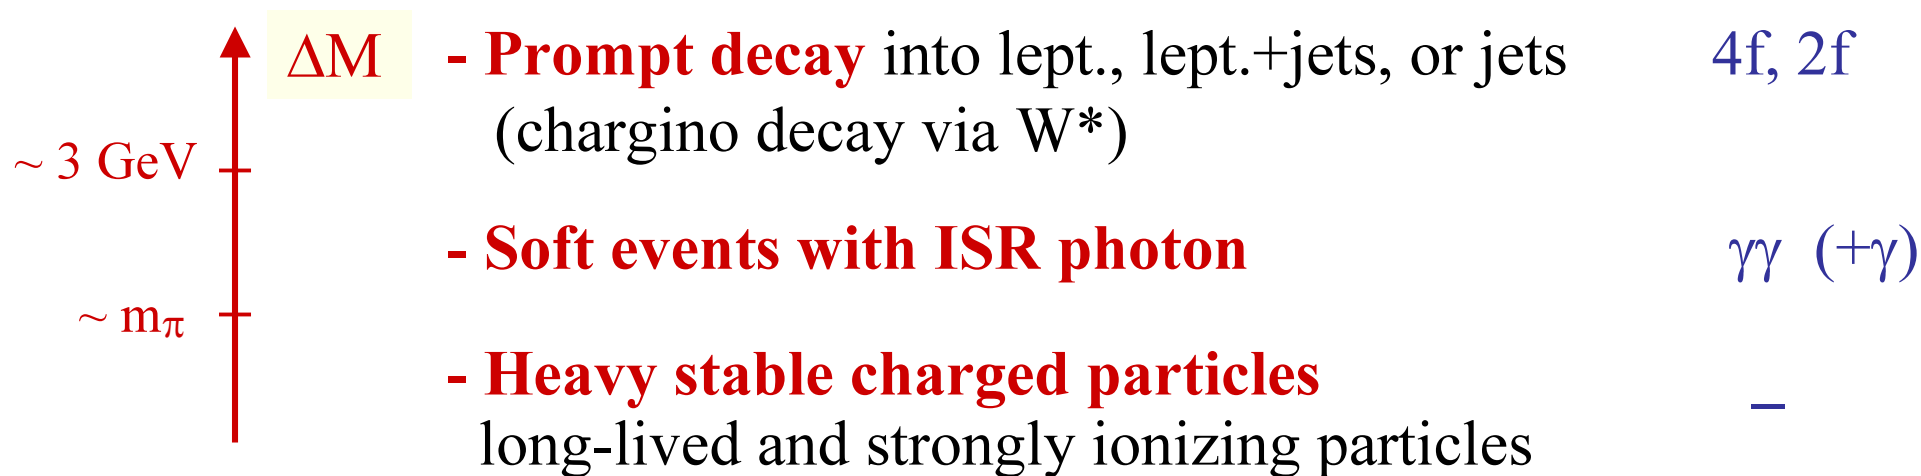 ΔM - Prompt decay into lept., lept.+jets, or jets 4f, 2f
(chargino decay via W*)
~ 3 GeV
- Soft events with ISR photon γγ (+γ)
~ mπ
- Heavy stable charged particles –
long-lived and strongly ionizing particles